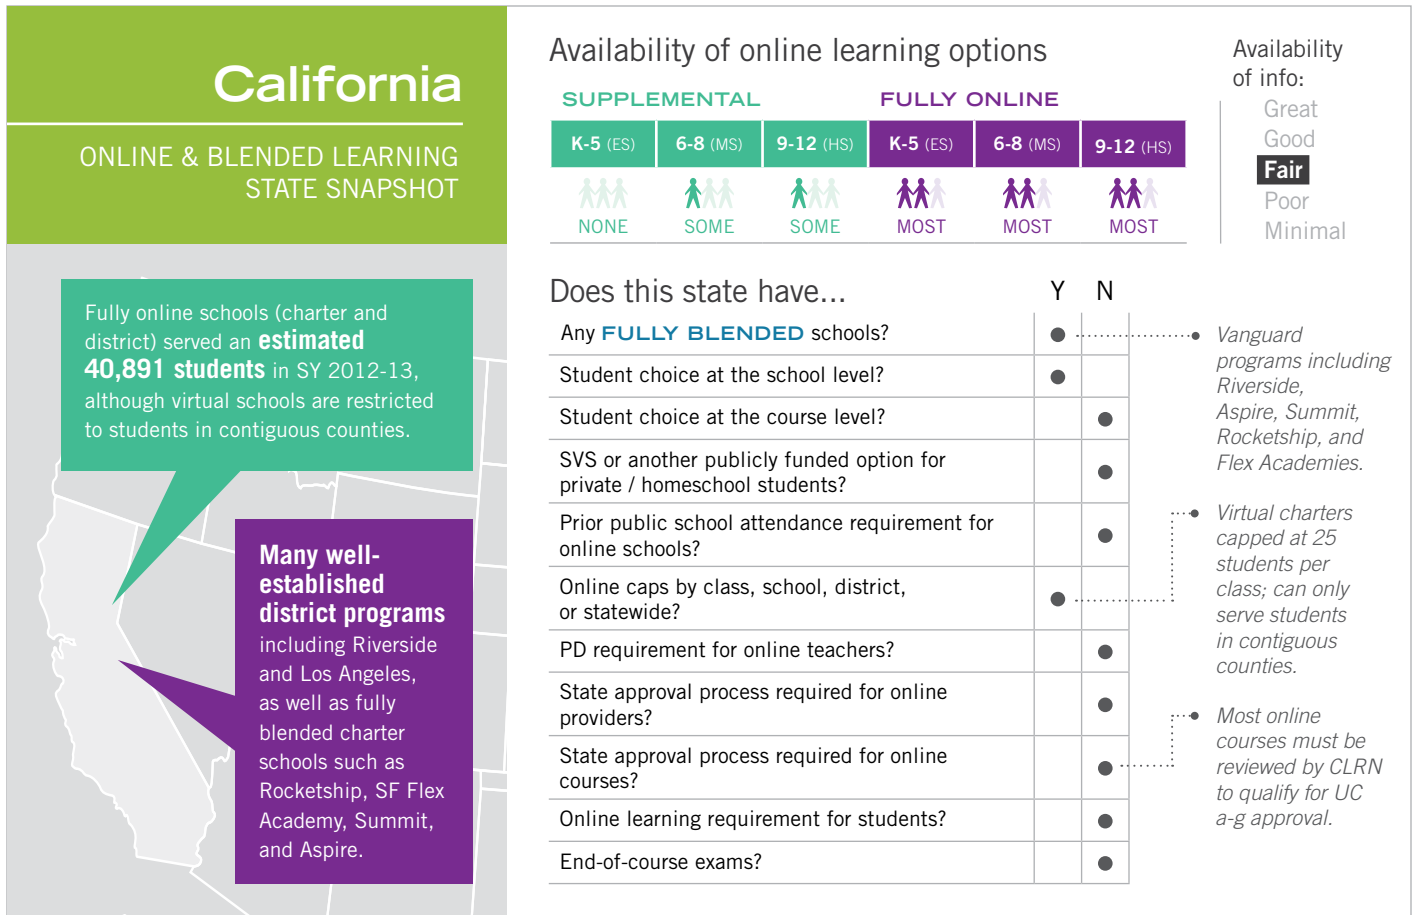 California
ONLINE & BLENDED LEARNING
STATE SNAPSHOT
Fully online schools (charter and
district) served an estimated
40,891 students in SY 2012-13,
although virtual schools are restricted
to students in contiguous counties.
Many well-
established
district programs
including Riverside
and Los Angeles,
as well as fully
blended charter
schools such as
Rocketship, SF Flex
Academy, Summit,
and Aspire.
Availability of online learning options
SUPPLEMENTAL FULLY ONLINE
K-5 (ES) 6-8 (MS) 9-12 (HS) K-5 (ES) 6-8 (MS) 9-12 (HS)
NONE SOME SOME MOST MOST MOST
Availability
of info:
Great
Good
Fair
Poor
Minimal
Does this state have... Y N
Any FULLY BLENDED schools?
Student choice at the school level?
Student choice at the course level?
SVS or another publicly funded option for
private / homeschool students?
Prior public school attendance requirement for
online schools?
Online caps by class, school, district,
or statewide?
PD requirement for online teachers?
State approval process required for online
providers?
State approval process required for online
courses?
Online learning requirement for students?
End-of-course exams?
Vanguard
programs including
Riverside,
Aspire, Summit,
Rocketship, and
Flex Academies.
Virtual charters
capped at 25
students per
class; can only
serve students
in contiguous
counties.
Most online
courses must be
reviewed by CLRN
to qualify for UC
a-g approval.